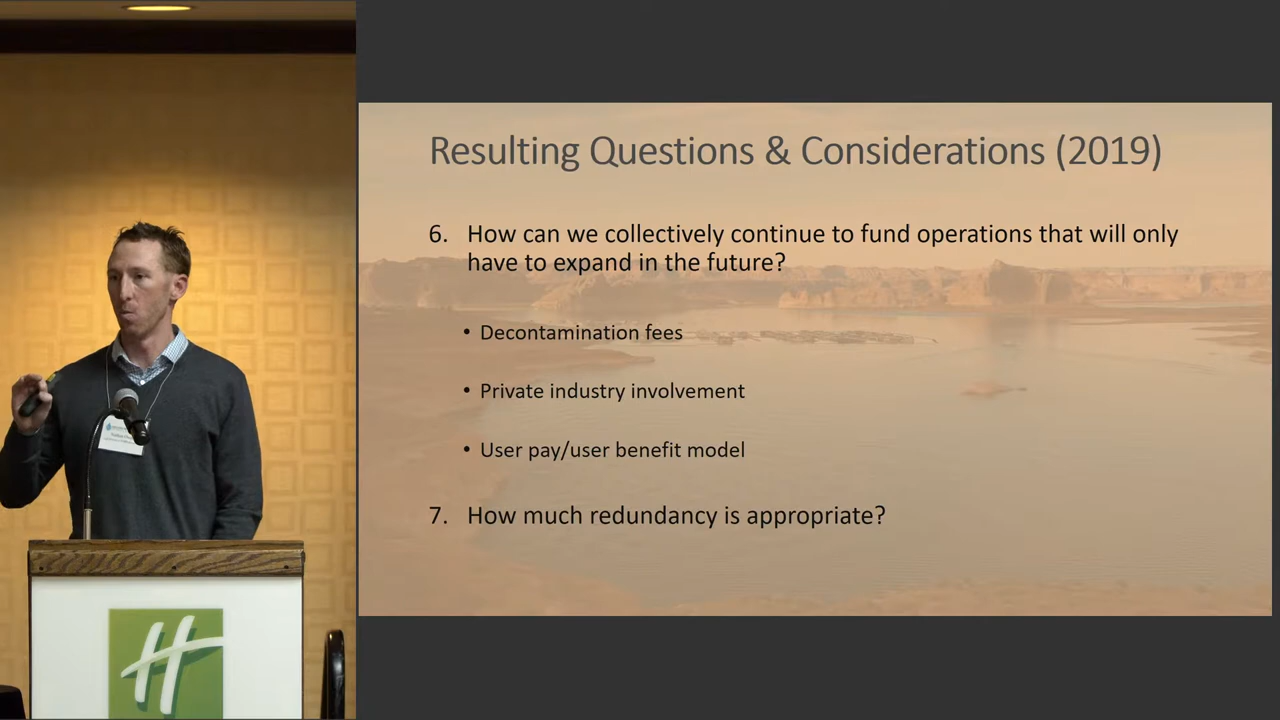 Resulting Questions & Considerations (2019)
6. How can we collectively continue to fund operations that will only
have to expand in the future?
• Decontamination fees
• Private industry involvement
• User pay/user benefit model
7. How much redundancy is appropriate?
H